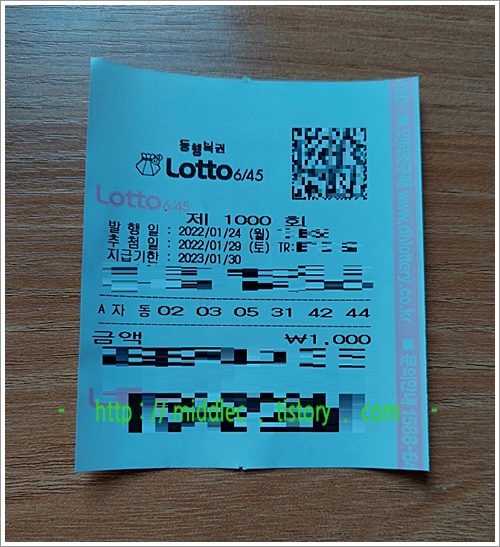 동행복권
Lotto 6/45
Lotto 6/45
제 1000 회
발 행 일 : 2022/01/24 (월)
추 첨 일 : 2022/01/29 (토) TR:
지급기한 : 2023/01/30
A 자 동 02 03 05 31 42 44
금액 ₩1,000
- http://middlec.tistory.com -